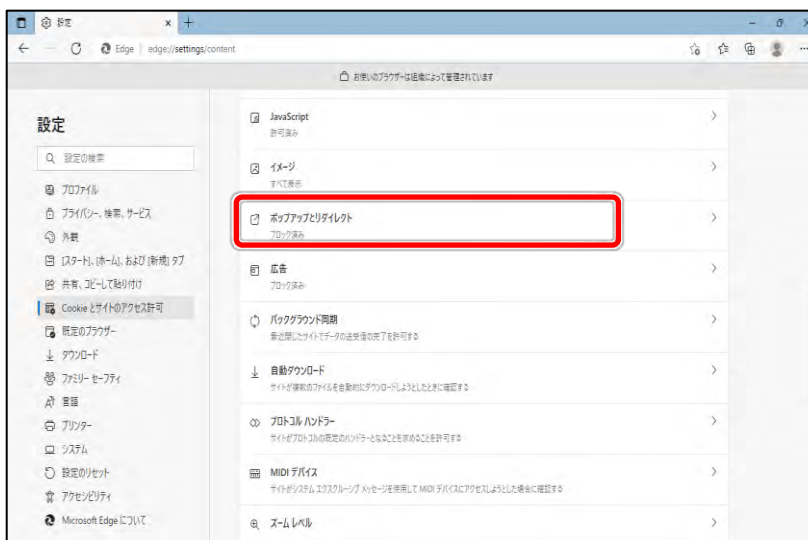 設定
Edge | edge://settings/content
お使いのブラウザーは組織によって管理されています
設定
設定の検索
プロファイル
プライバシー、検索、サービス
外観
[スタート]、[ホーム]、および [新規] タブ
共有、コピーして貼り付け
Cookie とサイトのアクセス許可
既定のブラウザー
ダウンロード
ファミリー セーフティ
言語
プリンター
システム
設定のリセット
アクセシビリティ
Microsoft Edge について
JavaScript
許可済み
イメージ
すべて表示
ポップアップとリダイレクト
ブロック済み
広告
ブロック済み
バックグラウンド同期
最近閉じたサイトでデータの送受信の完了を許可する
自動ダウンロード
サイトが複数のファイルを自動的にダウンロードしようとしたときに確認する
プロトコル ハンドラー
サイトがプロトコルの既定のハンドラーとなることを求めることを許可する
MIDI デバイス
サイトがシステム エクスクルーシブ メッセージを使用して MIDI デバイスにアクセスしようとした場合に確認する
ズーム レベル